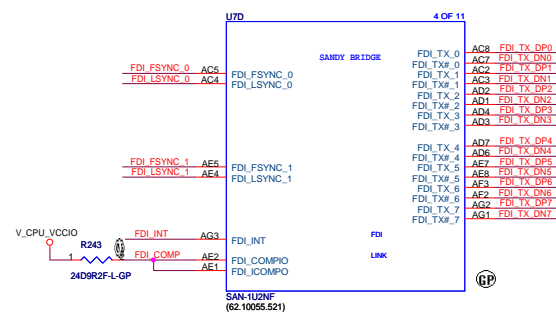 U7D 4 OF 11
SANDY BRIDGE
FDI_TX_0 AC8 FDI_TX_DP0
FDI_TX#_0 AC7 FDI_TX_DN0
FDI_FSYNC_0 AC5 FDI_FSYNC_0 FDI_TX_1 AC2 FDI_TX_DP1
FDI_LSYNC_0 AC4 FDI_LSYNC_0 FDI_TX#_1 AC3 FDI_TX_DN1
FDI_TX_2 AD2 FDI_TX_DP2
FDI_TX#_2 AD1 FDI_TX_DN2
FDI_TX_3 AD4 FDI_TX_DP3
FDI_TX#_3 AD3 FDI_TX_DN3
FDI_TX_4 AD7 FDI_TX_DP4
FDI_TX#_4 AD6 FDI_TX_DN4
FDI_FSYNC_1 AE5 FDI_FSYNC_1 FDI_TX_5 AE7 FDI_TX_DP5
FDI_LSYNC_1 AE4 FDI_LSYNC_1 FDI_TX#_5 AE8 FDI_TX_DN5
FDI_TX_6 AF3 FDI_TX_DP6
FDI_TX#_6 AF2 FDI_TX_DN6
FDI_TX_7 AG2 FDI_TX_DP7
FDI_TX#_7 AG1 FDI_TX_DN7
V_CPU_VCCIO FDI_INT AG3 FDI_INT FDI
R243
1 2 FDI_COMP AE2 FDI_COMPIO LINK
AE1 FDI_ICOMPO
24D9R2F-L-GP GP
SAN-1U2NF
(62.10055.521)